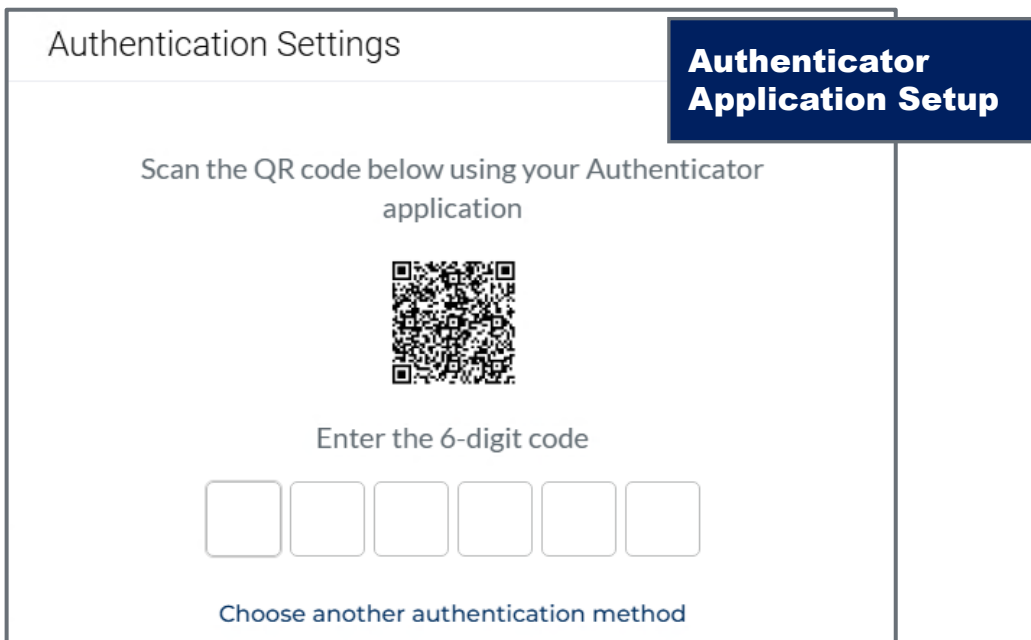 Authentication Settings
Authenticator
Application Setup
Scan the QR code below using your Authenticator
application
Enter the 6-digit code
Choose another authentication method